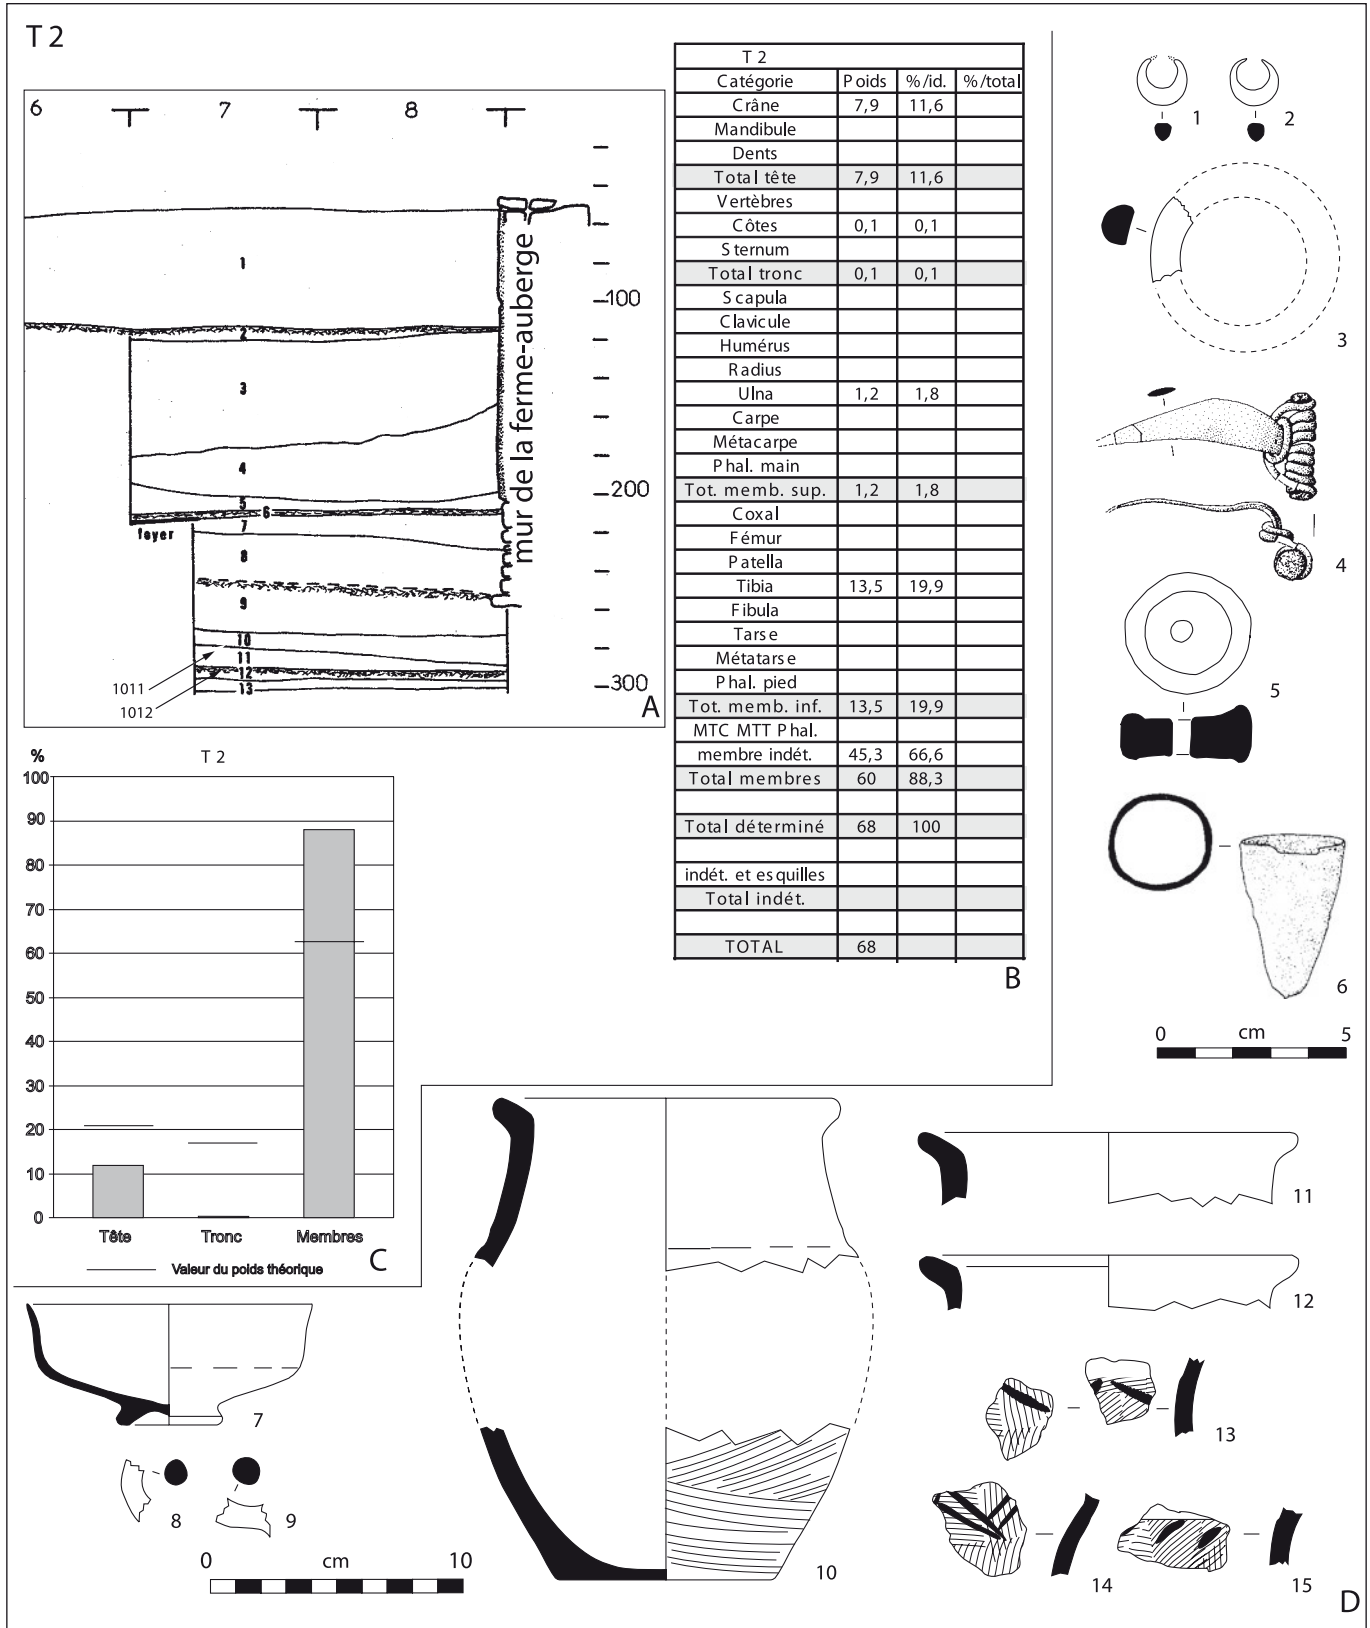 T 2
6 7 8
1
100
2
3
4
200
5
6
foyer
7
8
9
10
11
1011
12
1012
13
300
mur de la ferme-auberge
A
T 2
Catégorie Poids %/id. %/total
Crâne 7,9 11,6
Mandibule
Dents
Total tête 7,9 11,6
Vertèbres
Côtes 0,1 0,1
Sternum
Total tronc 0,1 0,1
Scapula
Clavicule
Humérus
Radius
Ulna 1,2 1,8
Carpe
Métacarpe
Phal. main
Tot. memb. sup. 1,2 1,8
Coxal
Fémur
Patella
Tibia 13,5 19,9
Fibula
Tarse
Métatarse
Phal. pied
Tot. memb. inf. 13,5 19,9
MTC MTT Phal.
membre indét. 45,3 66,6
Total membres 60 88,3
Total déterminé 68 100
indét. et esquilles
Total indét.
TOTAL 68
B
% T 2
100
90
80
70
60
50
40
30
20
10
0
Tête Tronc Membres
Valeur du poids théorique
C
1 2
3
4
5
6
0 cm 5
7
8 9
0 cm 10
10
11
12
13
14 15
D